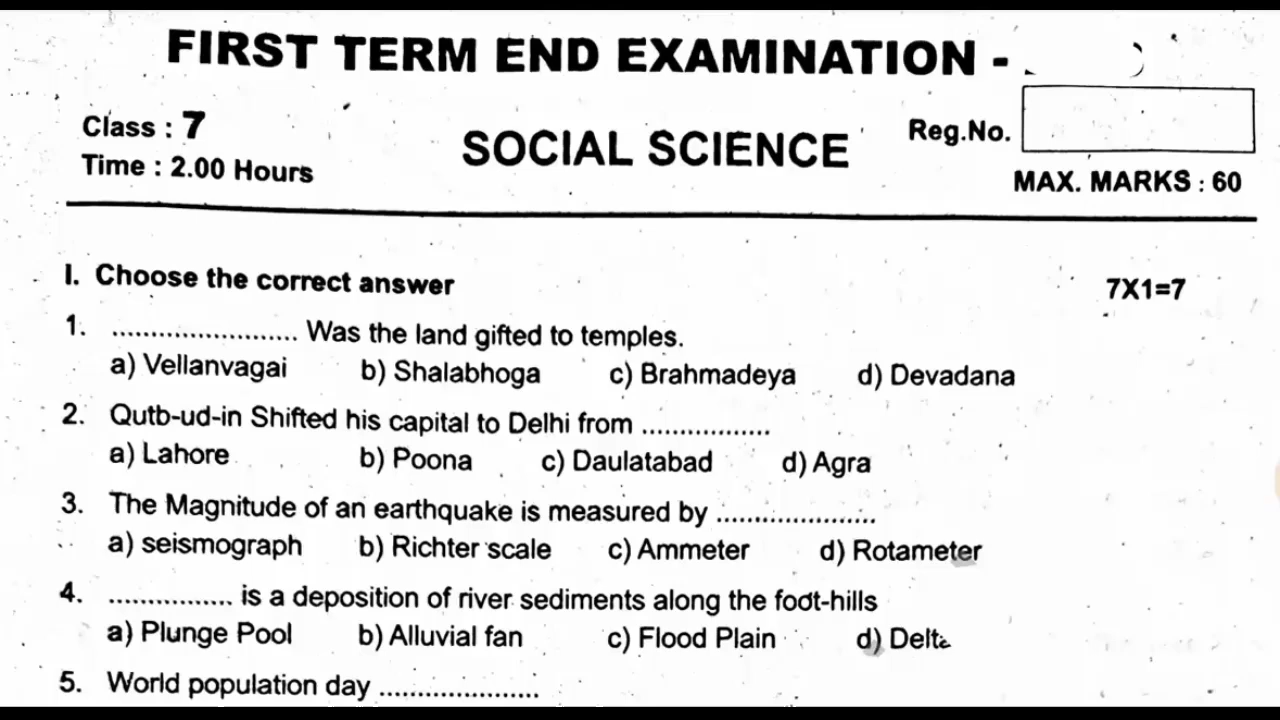 FIRST TERM END EXAMINATION -
Class : 7
Time : 2.00 Hours
SOCIAL SCIENCE
Reg.No.
MAX. MARKS : 60
I. Choose the correct answer 7X1=7
1. ........................ Was the land gifted to temples.
a) Vellanvagai b) Shalabhoga c) Brahmadeya d) Devadana
2. Qutb-ud-in Shifted his capital to Delhi from .................
a) Lahore b) Poona c) Daulatabad d) Agra
3. The Magnitude of an earthquake is measured by .....................
a) seismograph b) Richter scale c) Ammeter d) Rotameter
4. ................ is a deposition of river sediments along the foot-hills
a) Plunge Pool b) Alluvial fan c) Flood Plain d) Delta
5. World population day .....................